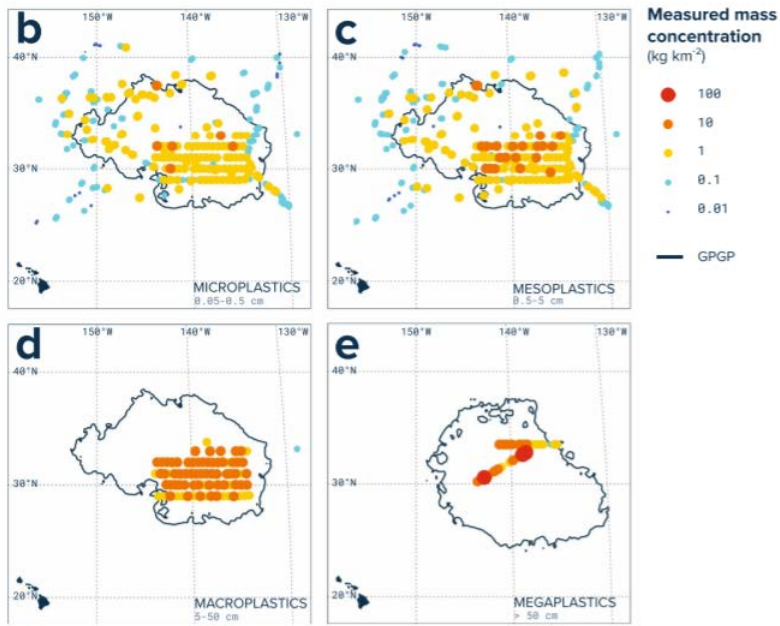 b
150°W
140°W
130°W
40°N
30°N
20°N
MICROPLASTICS
0.05-0.5 cm
c
150°W
140°W
130°W
40°N
30°N
20°N
MESOPLASTICS
0.5-5 cm
Measured mass
concentration
(kg km⁻²)
100
10
1
0.1
0.01
GPGP
d
150°W
140°W
130°W
40°N
30°N
20°N
MACROPLASTICS
5-50 cm
e
150°W
140°W
130°W
40°N
30°N
20°N
MEGAPLASTICS
> 50 cm